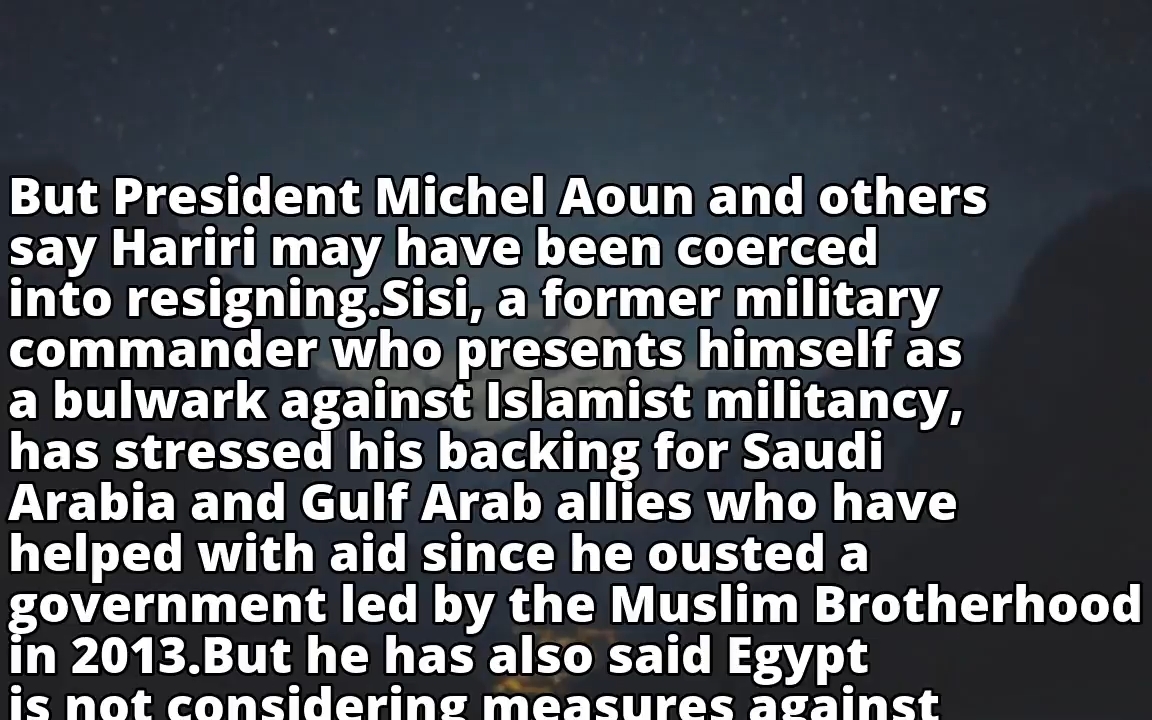 But President Michel Aoun and others
say Hariri may have been coerced
into resigning.Sisi, a former military
commander who presents himself as
a bulwark against Islamist militancy,
has stressed his backing for Saudi
Arabia and Gulf Arab allies who have
helped with aid since he ousted a
government led by the Muslim Brotherhood
in 2013.But he has also said Egypt
is not considering measures against